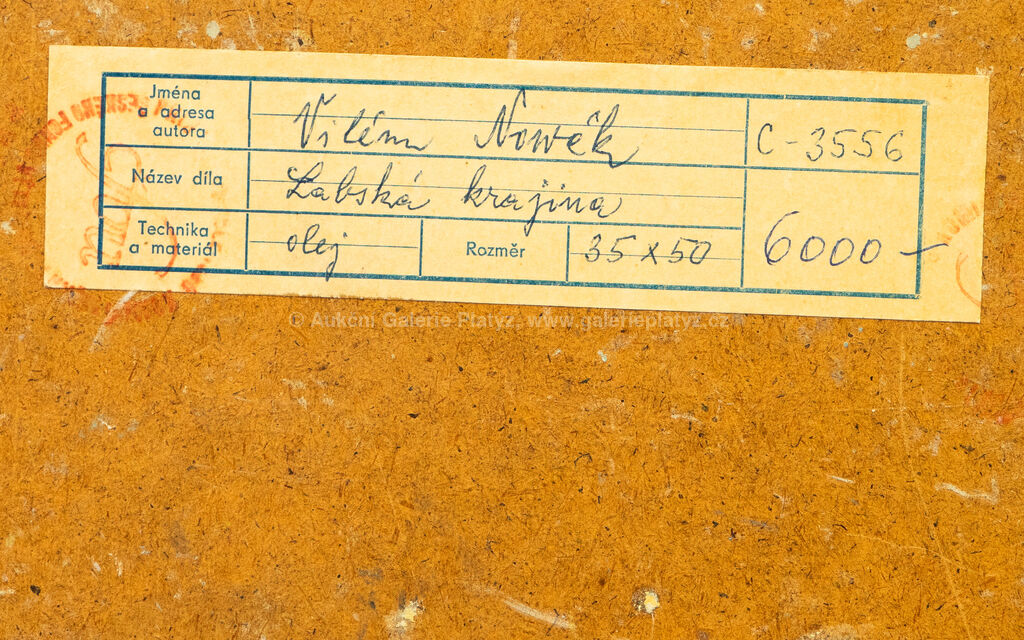 Jména
a adresa
autora
Vilém Nowák
C-3556
Název díla
Labská krajina
Technika
a materiál
olej
Rozměr
35 x 50
6000 –
© Aukční Galerie Platýz, www.galerieplatyz.cz